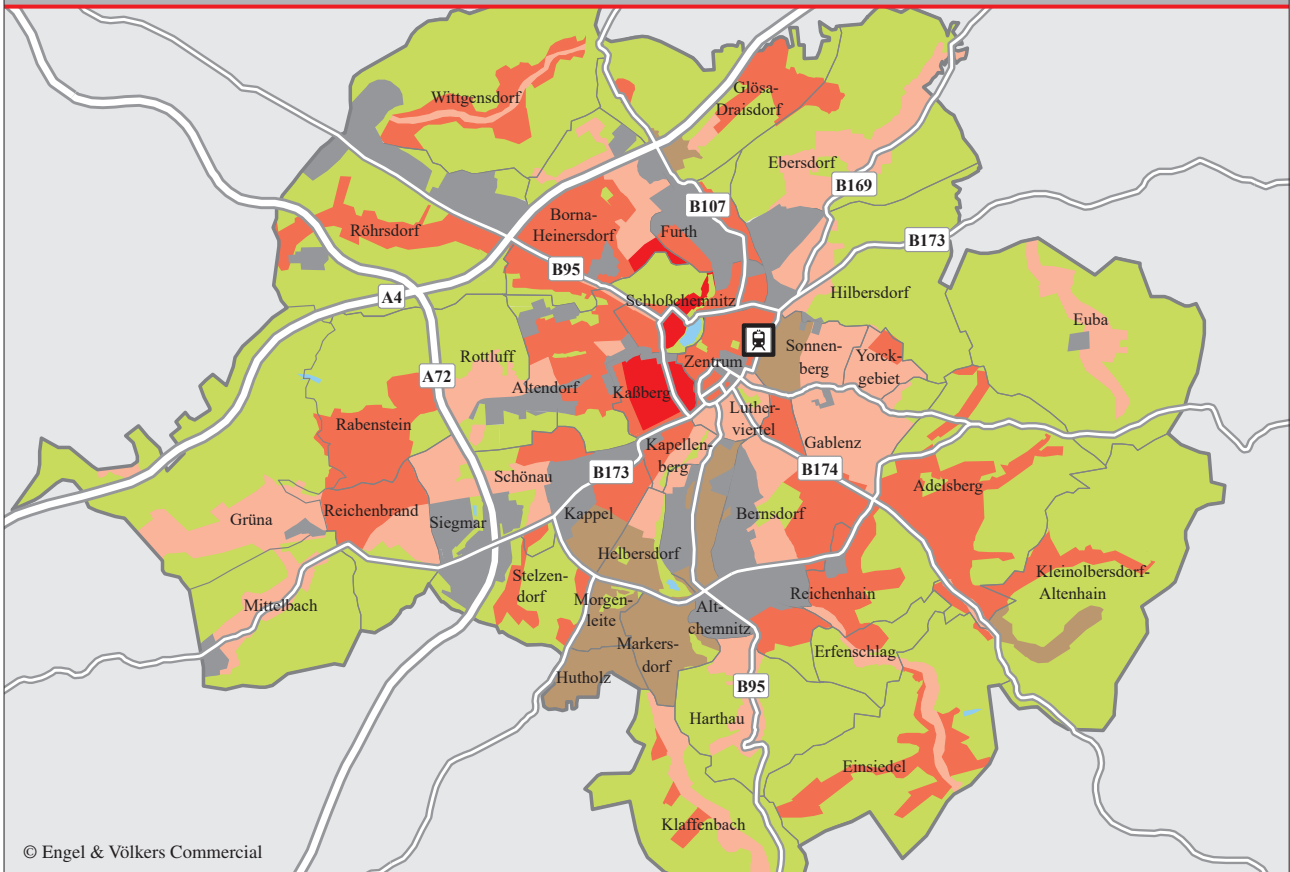 Wittgensdorf
Glösa-
Draisdorf
Ebersdorf
B169
B107
Borna-
Heinersdorf
Furth
Röhrsdorf
B173
B95
A4
Schloßchemnitz
Hilbersdorf
Euba
Rottluff
A72
Altendorf
Kaßberg
Zentrum
Sonnen-
berg
Yorck-
gebiet
Rabenstein
Luther-
viertel
Kapellen-
berg
Gablenz
B173
B174
Schönau
Adelsberg
Grüna
Reichenbrand
Siegmar
Kappel
Bernsdorf
Helbersdorf
Stelzen-
dorf
Mittelbach
Morgen-
leite
Alt-
chemnitz
Reichenhain
Kleinolbersdorf-
Altenhain
Markers-
dorf
Erfenschlag
Hutholz
B95
Harthau
Einsiedel
Klaffenbach
© Engel & Völkers Commercial